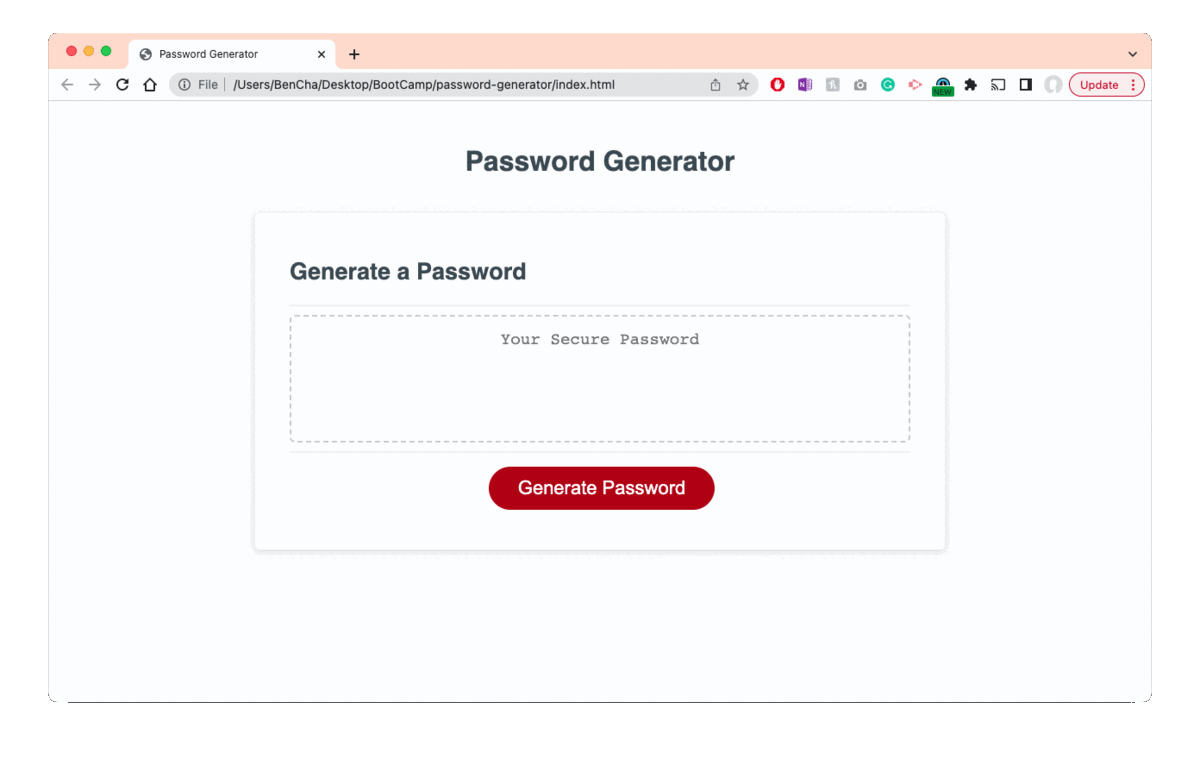 Password Generator
File /Users/BenCha/Desktop/BootCamp/password-generator/index.html
NEW
Update
Password Generator
Generate a Password
Your Secure Password
Generate Password